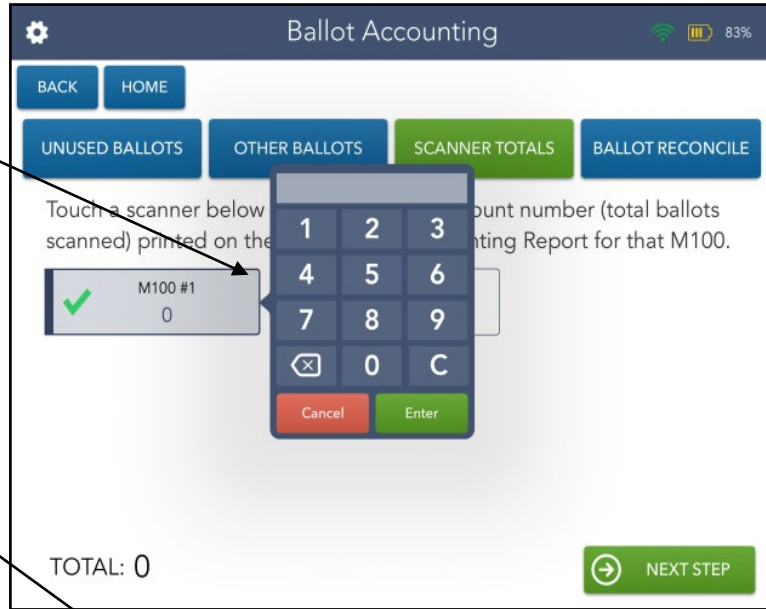 Ballot Accounting
83%
BACK HOME
UNUSED BALLOTS OTHER BALLOTS SCANNER TOTALS BALLOT RECONCILE
Touch a scanner below number (total ballots
scanned) printed on the Report for that M100.
M100 #1
0
1 2 3
4 5 6
7 8 9
0 C
Cancel Enter
TOTAL: 0
NEXT STEP